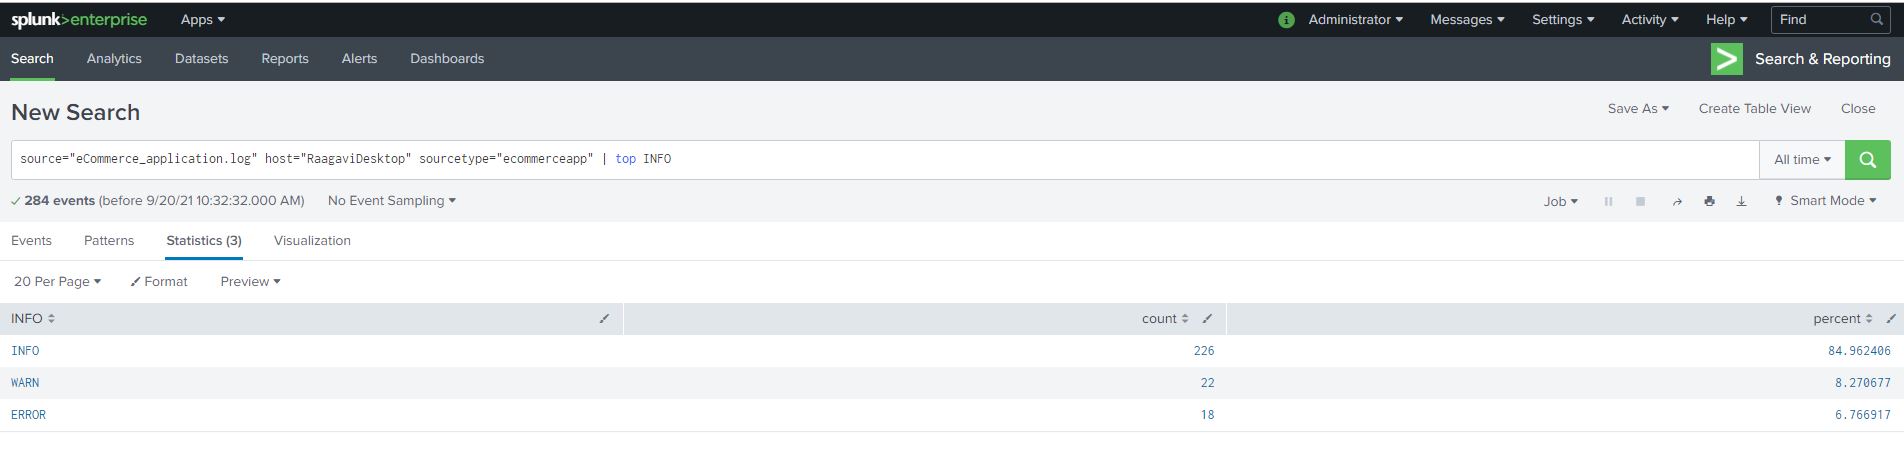 splunk>enterprise Apps Administrator Messages Settings Activity Help Find
Search Analytics Datasets Reports Alerts Dashboards Search & Reporting
New Search Save As Create Table View Close
source="eCommerce_application.log" host="RaagaviDesktop" sourcetype="ecommerceapp" | top INFO All time
284 events (before 9/20/21 10:32:32.000 AM) No Event Sampling Job Smart Mode
Events Patterns Statistics (3) Visualization
20 Per Page Format Preview
INFO count percent
INFO 226 84.962406
WARN 22 8.270677
ERROR 18 6.766917